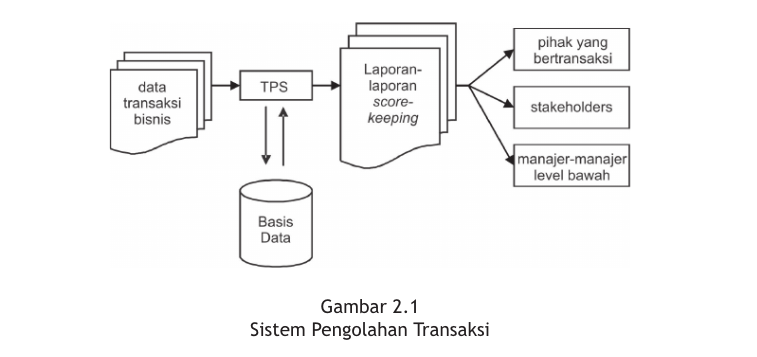 data
transaksi
bisnis
TPS
Laporan-
laporan
score-
keeping
pihak yang
bertransaksi
stakeholders
manajer-manajer
level bawah
Basis
Data
Gambar 2.1
Sistem Pengolahan Transaksi